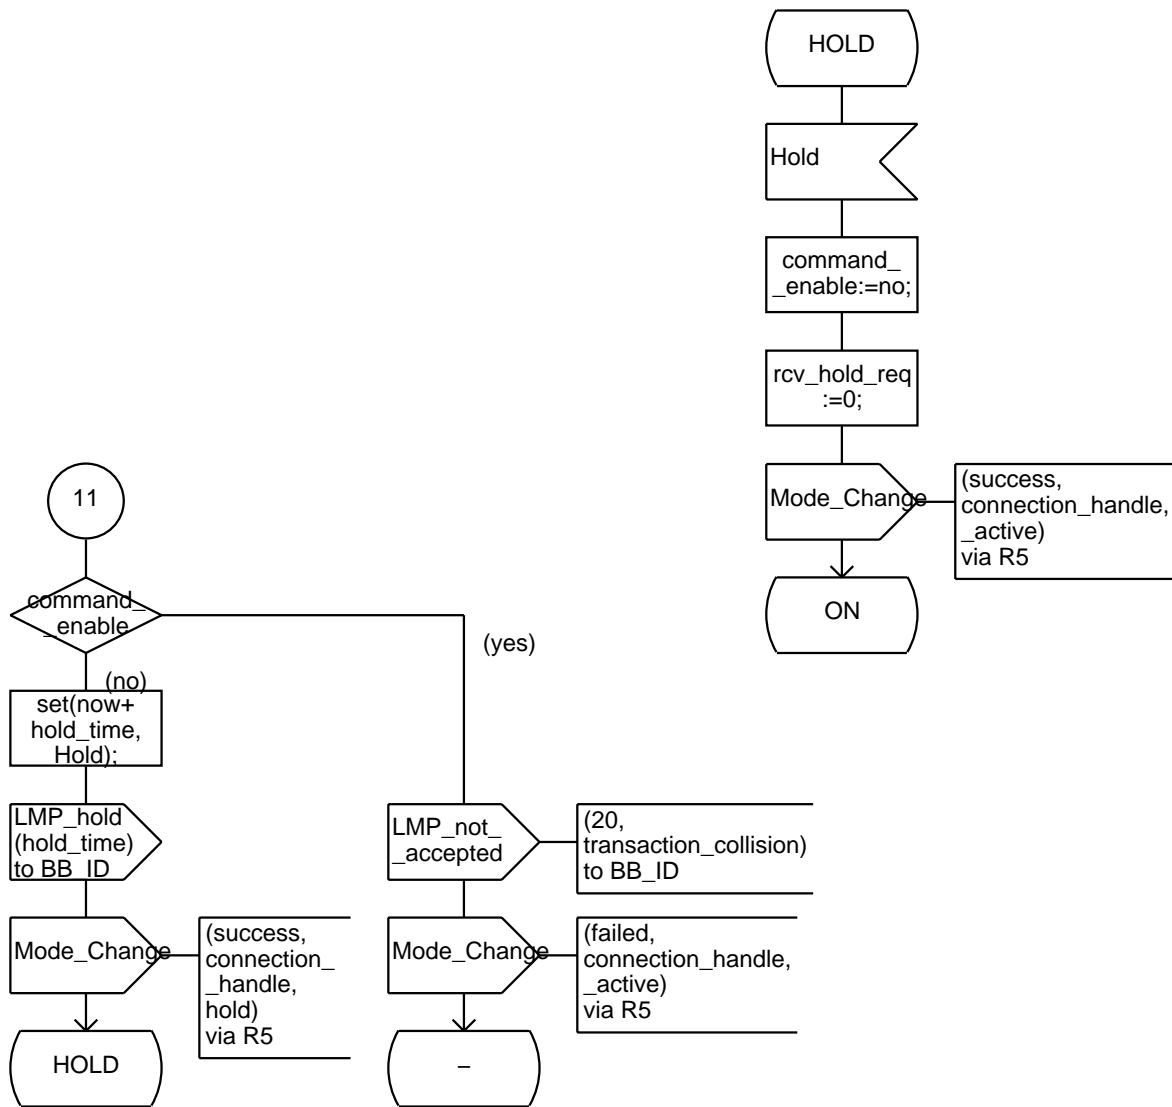 HOLD
Hold
command_
_enable:=no;
rcv_hold_req
:=0;
Mode_Change
(success,
connection_handle,
_active)
via R5
ON
11
command_
_enable
(yes)
(no)
set(now+
hold_time,
Hold);
LMP_hold
(hold_time)
to BB_ID
Mode_Change
(success,
connection_
_handle,
hold)
via R5
HOLD
LMP_not_
_accepted
(20,
transaction_collision)
to BB_ID
Mode_Change
(failed,
connection_handle,
_active)
via R5
–